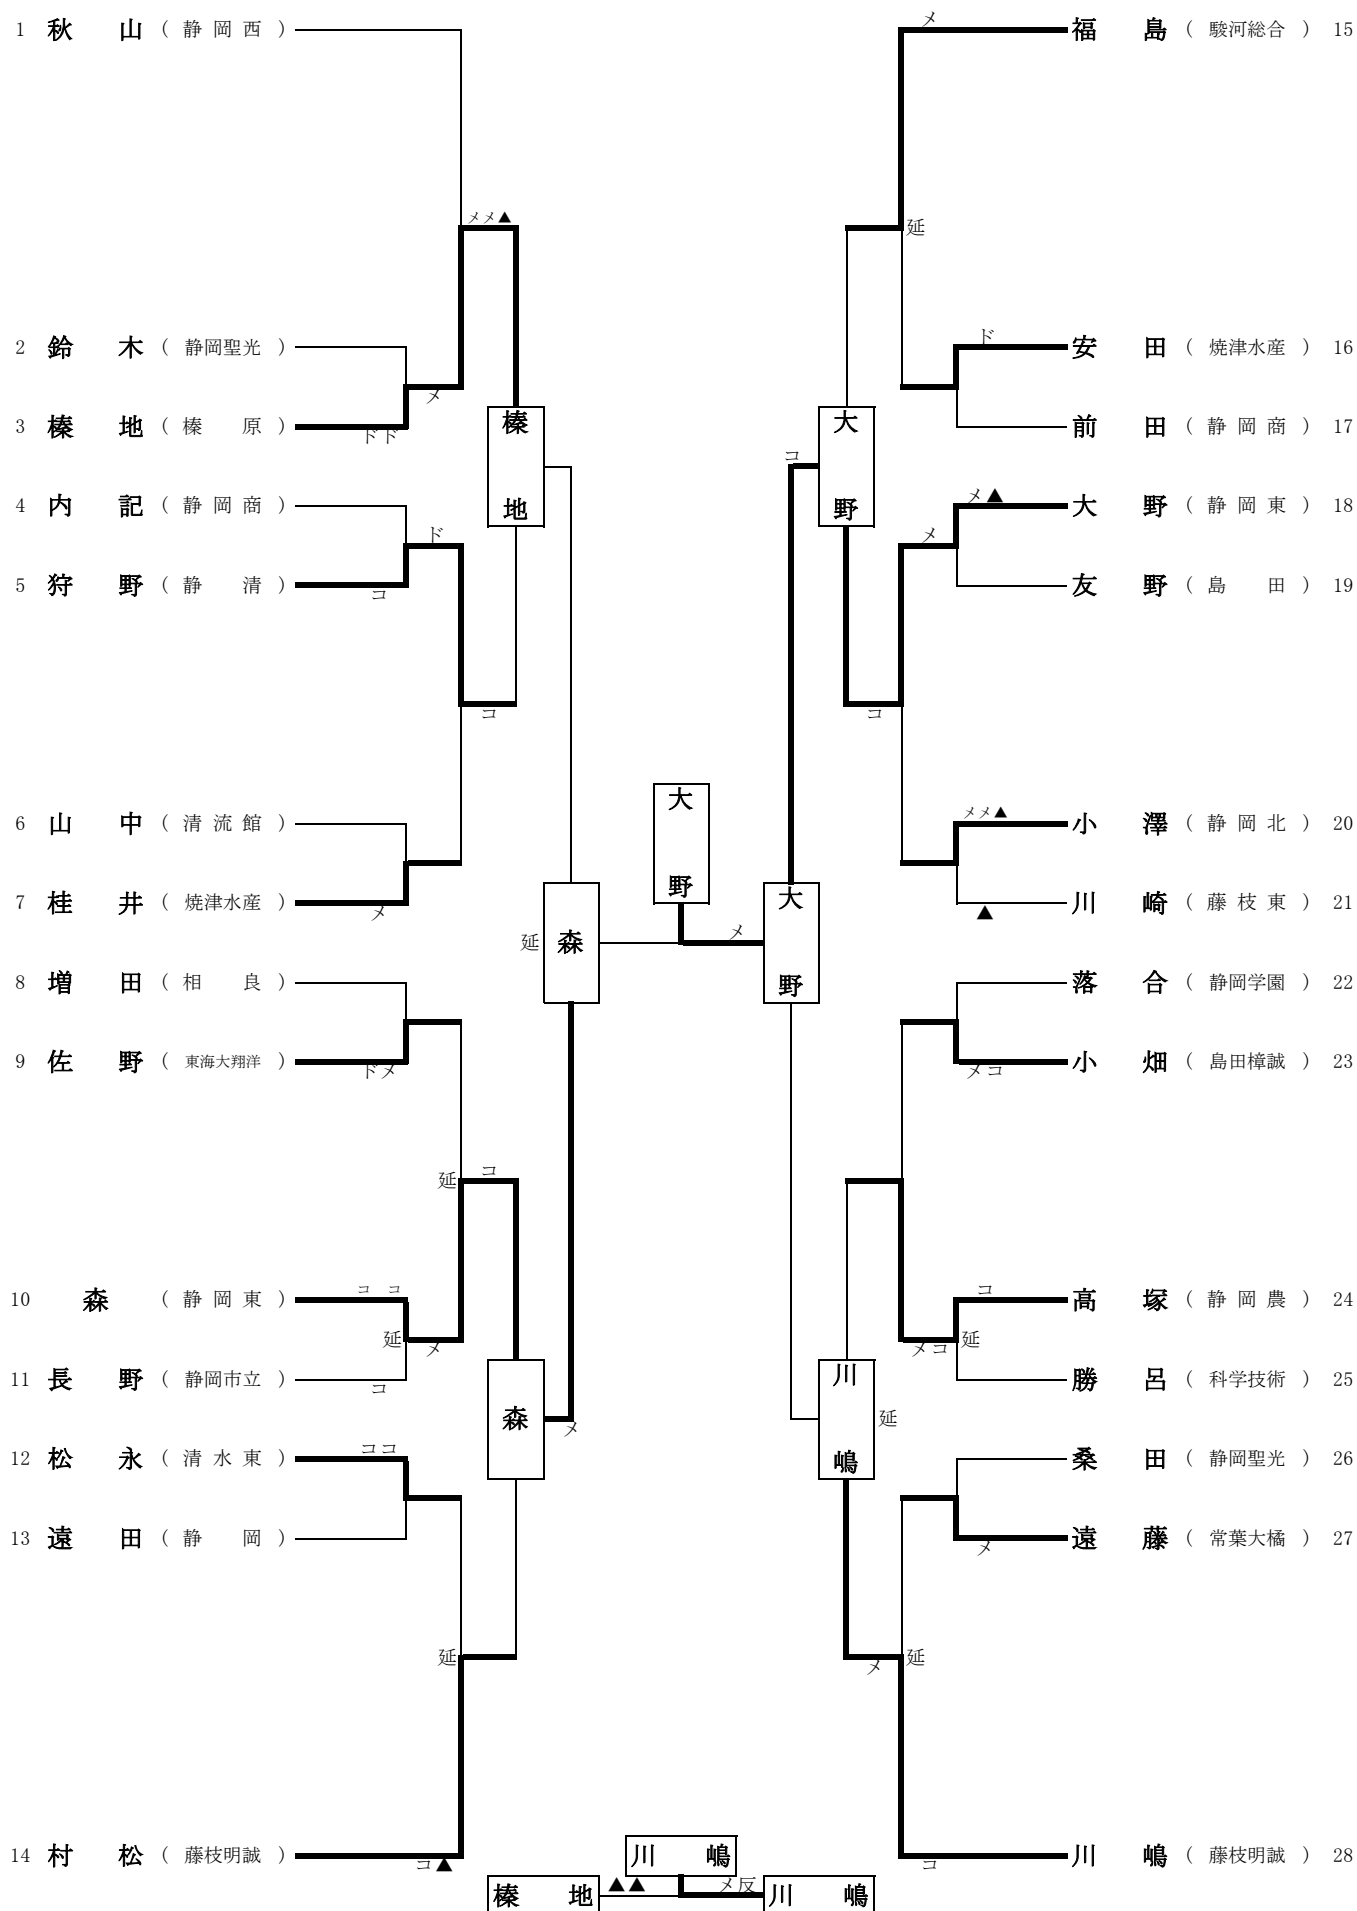 1 秋山 (静岡西)
メ
福島 (駿河総合) 15
メメ▲
延
2 鈴木 (静岡聖光)
ド
安田 (焼津水産) 16
メ
3 榛地 (榛原)
ドド
榛地
大野
前田 (静岡商) 17
コ
4 内記 (静岡商)
メ▲
大野 (静岡東) 18
ド
メ
5 狩野 (静清)
コ
友野 (島田) 19
コ
コ
大野
6 山中 (清流館)
メメ▲
小澤 (静岡北) 20
7 桂井 (焼津水産)
メ
▲
川崎 (藤枝東) 21
延
森
メ
大野
8 増田 (相良)
落合 (静岡学園) 22
9 佐野 (東海大翔洋)
ドメ
メコ
小畑 (島田樟誠) 23
延
コ
10 森 (静岡東)
コ コ
コ
高塚 (静岡農) 24
延
メ
メコ
延
11 長野 (静岡市立)
コ
勝呂 (科学技術) 25
森
メ
川嶋
延
12 松永 (清水東)
ココ
桑田 (静岡聖光) 26
13 遠田 (静岡)
メ
遠藤 (常葉大橘) 27
延
メ
延
14 村松 (藤枝明誠)
コ▲
川嶋
コ
川嶋 (藤枝明誠) 28
榛地
▲▲
メ反
川嶋